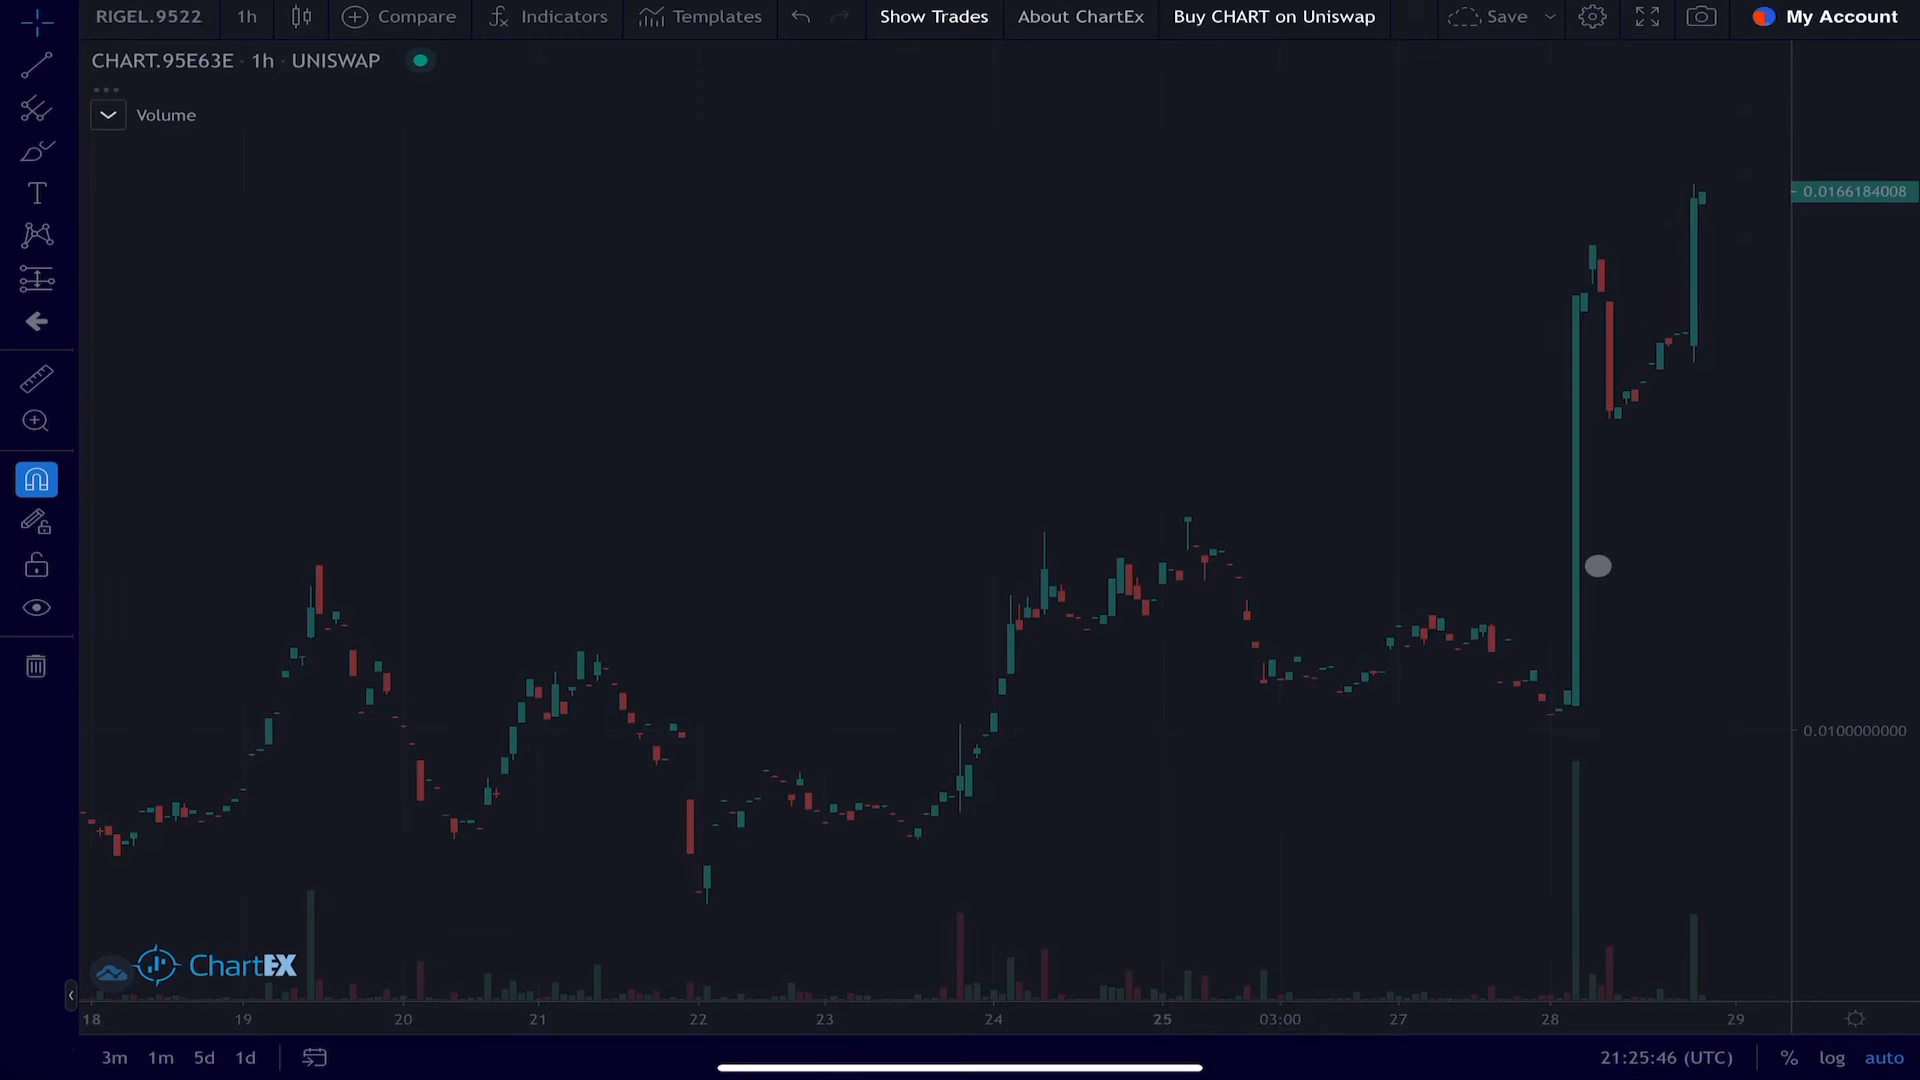 RIGEL.9522 1h Compare Indicators Templates Show Trades About ChartEx Buy CHART on Uniswap Save My Account
CHART.95E63E · 1h · UNISWAP
Volume
0.0166184008
0.0100000000
ChartEX
18 19 20 21 22 23 24 25 03:00 27 28 29
3m 1m 5d 1d 21:25:46 (UTC) % log auto